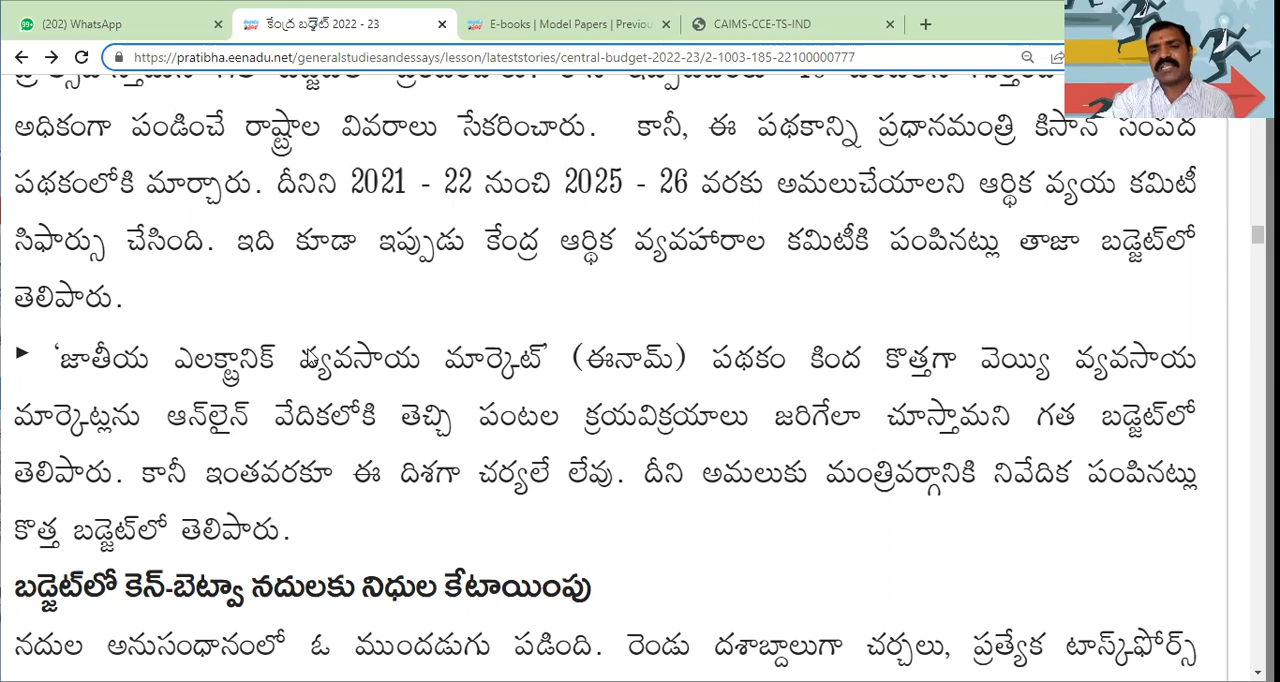 99+ (202) WhatsApp
కేంద్ర బడ్జెట్ 2022 - 23
E-books | Model Papers | Previou
CAIMS-CCE-TS-IND
https://pratibha.eenadu.net/generalstudiesandessays/lesson/lateststories/central-budget-2022-23/2-1003-185-22100000777
అధికంగా పండించే రాష్ట్రాల వివరాలు సేకరించారు. కానీ, ఈ పథకాన్ని ప్రధానమంత్రి కిసాన్ సంపద
పథకంలోకి మార్చారు. దీనిని 2021 - 22 నుంచి 2025 - 26 వరకు అమలుచేయాలని ఆర్థిక వ్యయ కమిటీ
సిఫార్సు చేసింది. ఇది కూడా ఇప్పుడు కేంద్ర ఆర్థిక వ్యవహారాల కమిటీకి పంపినట్లు తాజా బడ్జెట్‌లో
తెలిపారు.
► ‘జాతీయ ఎలక్ట్రానిక్ వ్యవసాయ మార్కెట్’ (ఈనామ్) పథకం కింద కొత్తగా వెయ్యి వ్యవసాయ
మార్కెట్లను ఆన్‌లైన్ వేదికలోకి తెచ్చి పంటల క్రయవిక్రయాలు జరిగేలా చూస్తామని గత బడ్జెట్‌లో
తెలిపారు. కానీ ఇంతవరకూ ఈ దిశగా చర్యలే లేవు. దీని అమలుకు మంత్రివర్గానికి నివేదిక పంపినట్లు
కొత్త బడ్జెట్‌లో తెలిపారు.
బడ్జెట్‌లో కెన్-బెట్వా నదులకు నిధుల కేటాయింపు
నదుల అనుసంధానంలో ఓ ముందడుగు పడింది. రెండు దశాబ్దాలుగా చర్చలు, ప్రత్యేక టాస్క్‌ఫోర్స్